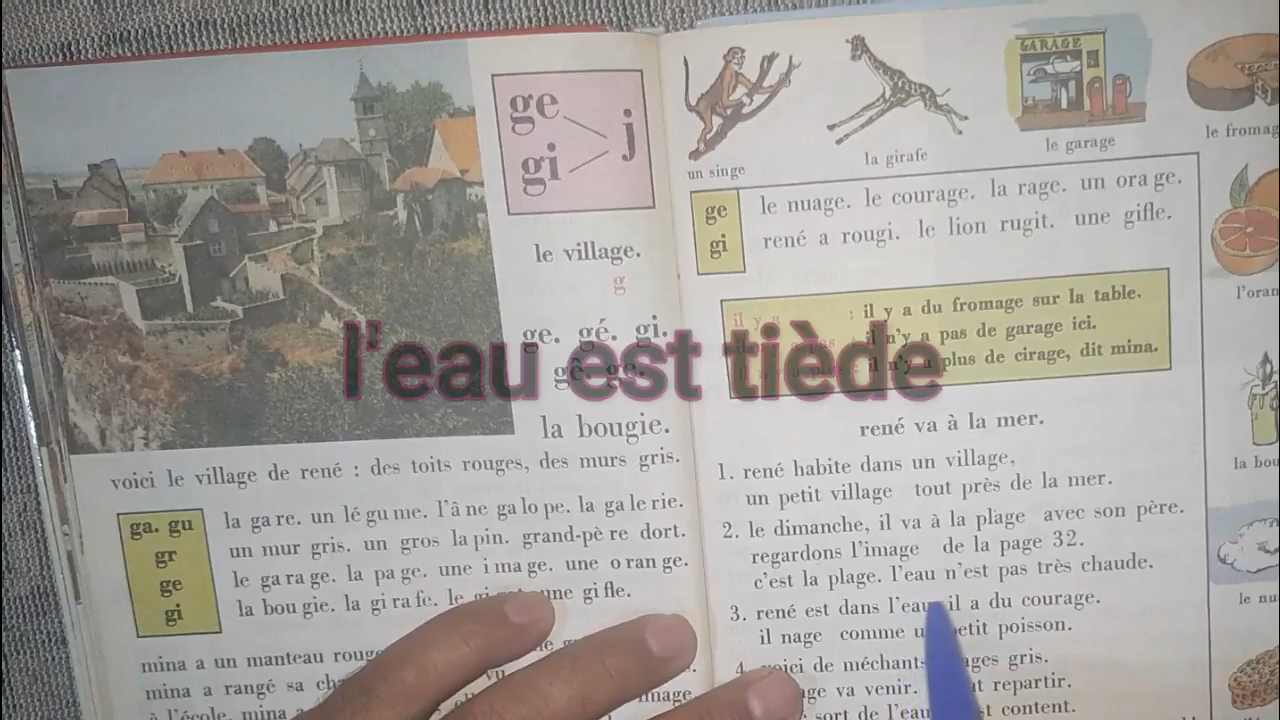 ge
gi
j
le village.
g
ge. gé. gi.
la bougie.
voici le village de rené : des toits rouges, des murs gris.
ga. gu
gr
ge
gi
la ga re. un lé gu me. l'â ne ga lo pe. la ga le rie.
un mur gris. un gros la pin. grand-pè re dort.
le ga ra ge. la pa ge. une i ma ge. une o ran ge.
la bou gie. la gi ra fe. le une gi fle.
mina a un manteau
mina a rangé sa
à l'école, mina a
un singe
la girafe
le garage
GARAGE
le
ge
gi
le nuage. le courage. la rage. un ora ge.
rené a rougi. le lion rugit. une gifle.
il y a : il y a du fromage sur la table.
il n'y a pas de garage ici.
il n'y a plus de cirage, dit mina.
l'eau est tiède
rené va à la mer.
1. rené habite dans un village,
un petit village tout près de la mer.
2. le dimanche, il va à la plage avec son père.
regardons l'image de la page 32.
c'est la plage. l'eau n'est pas très chaude.
3. rené est dans l'eau il a du courage.
il nage comme petit poisson.
4. voici de méchants gris.
va venir. repartir.
sort de l'eau content.